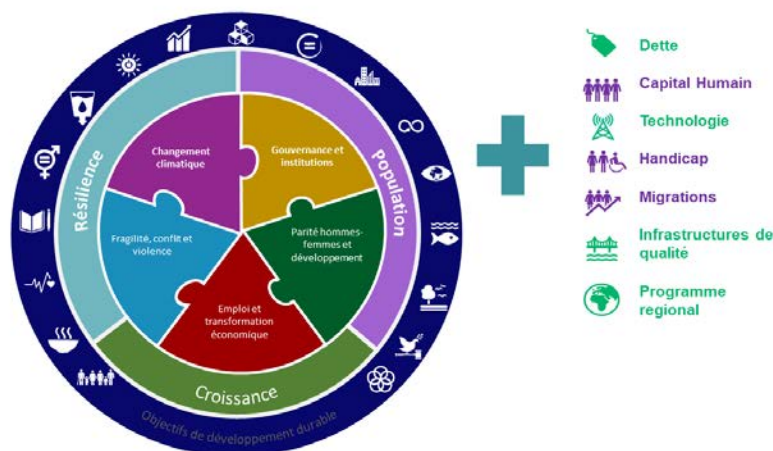 Résilience
Population
Croissance
Objectifs de développement durable
Changement
climatique
Gouvernance et
institutions
Fragilité, conflit et
violence
Parité hommes-
femmes et
développement
Emploi et
transformation
économique
Dette
Capital Humain
Technologie
Handicap
Migrations
Infrastructures de
qualité
Programme
regional